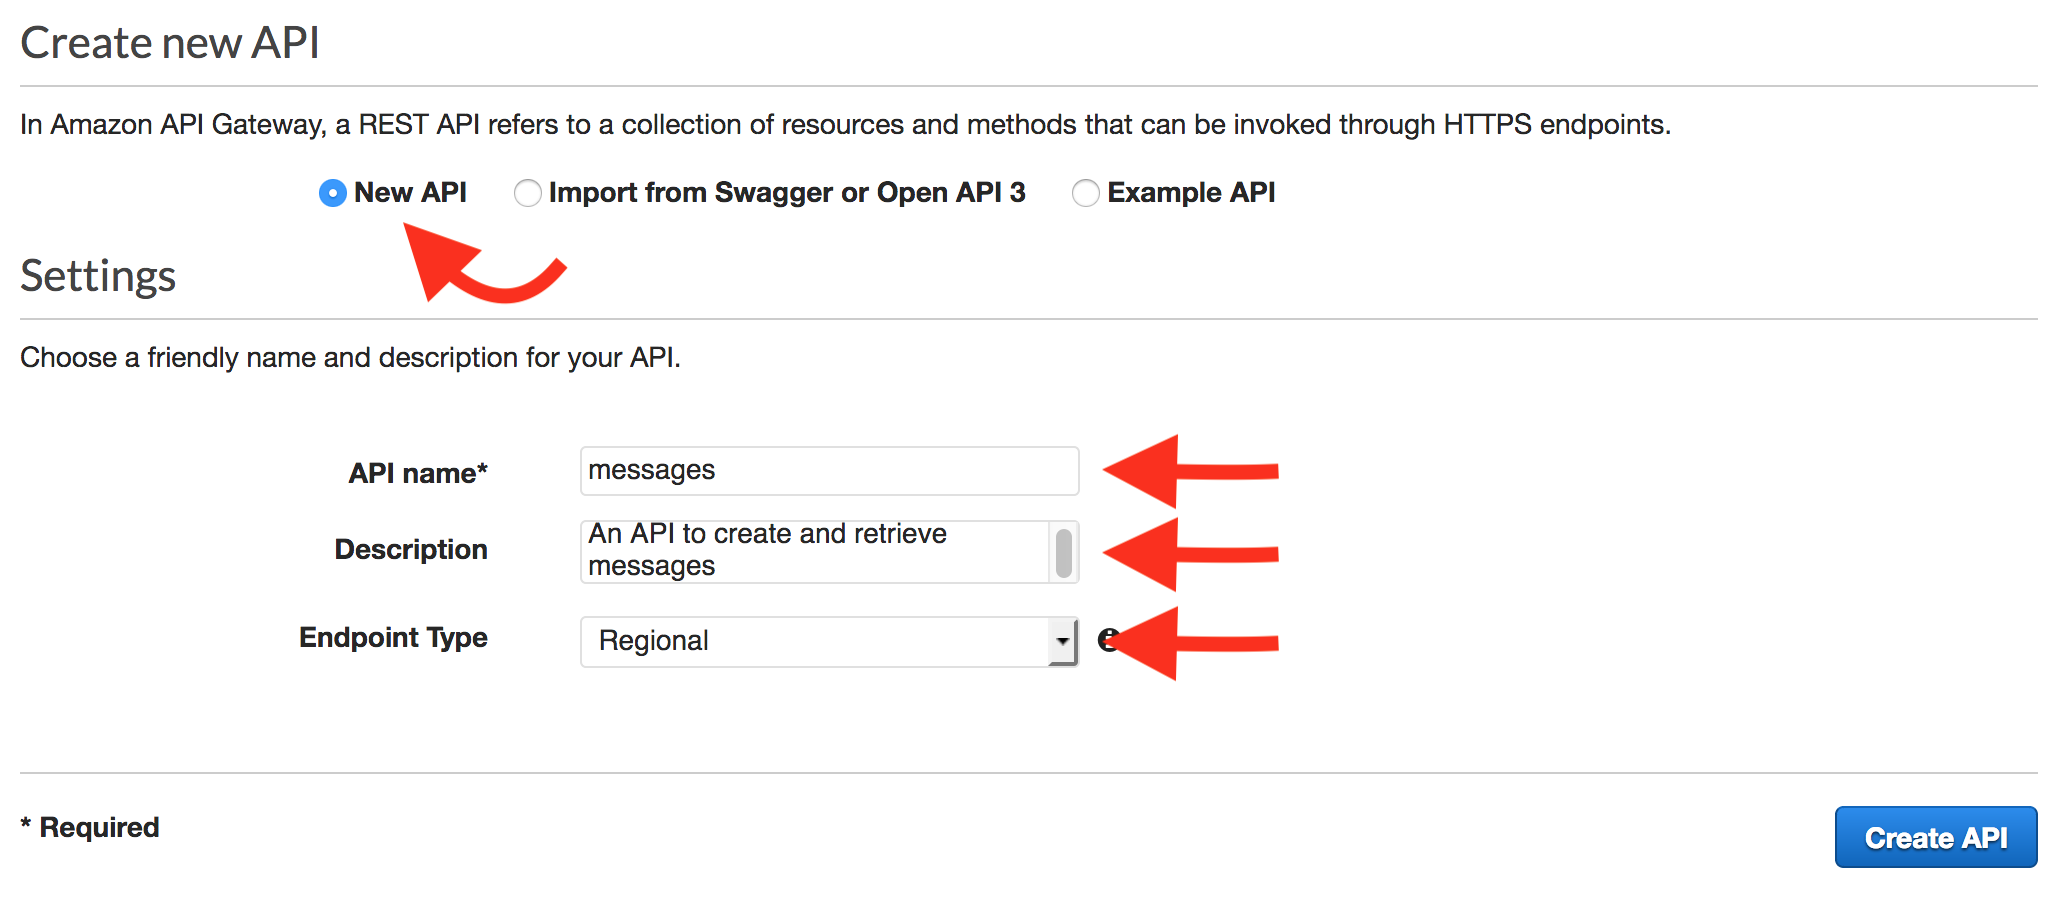 Create new API
In Amazon API Gateway, a REST API refers to a collection of resources and methods that can be invoked through HTTPS endpoints.
New API Import from Swagger or Open API 3 Example API
Settings
Choose a friendly name and description for your API.
API name* messages
Description An API to create and retrieve
messages
Endpoint Type Regional
* Required
Create API